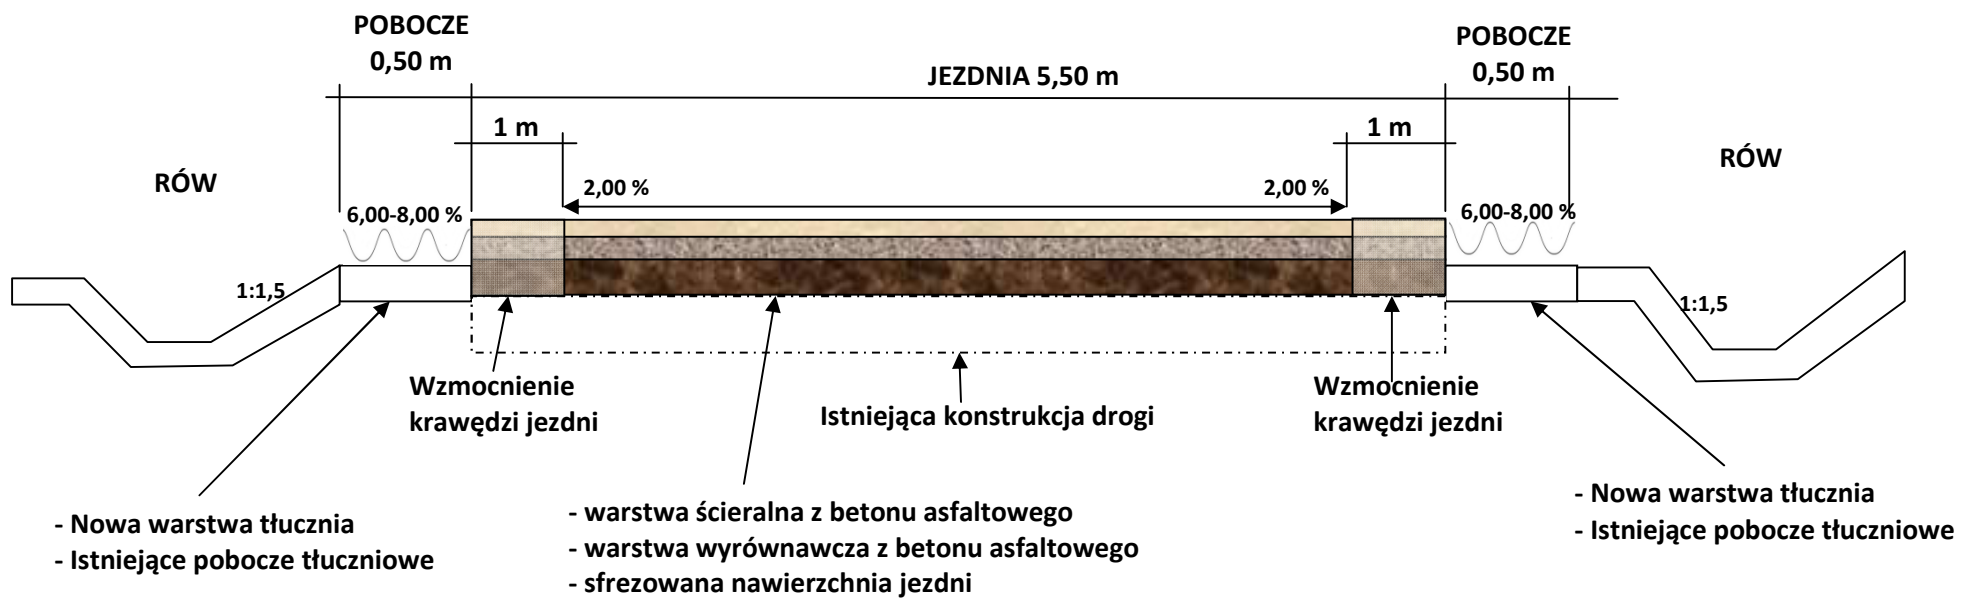 POBOCZE
0,50 m
JEZDNIA 5,50 m
POBOCZE
0,50 m
1 m
1 m
RÓW
RÓW
2,00 %
2,00 %
6,00-8,00 %
6,00-8,00 %
1:1,5
1:1,5
Wzmocnienie
krawędzi jezdni
Istniejąca konstrukcja drogi
Wzmocnienie
krawędzi jezdni
- Nowa warstwa tłucznia
- Istniejące pobocze tłuczniowe
- warstwa ścieralna z betonu asfaltowego
- warstwa wyrównawcza z betonu asfaltowego
- sfrezowana nawierzchnia jezdni
- Nowa warstwa tłucznia
- Istniejące pobocze tłuczniowe